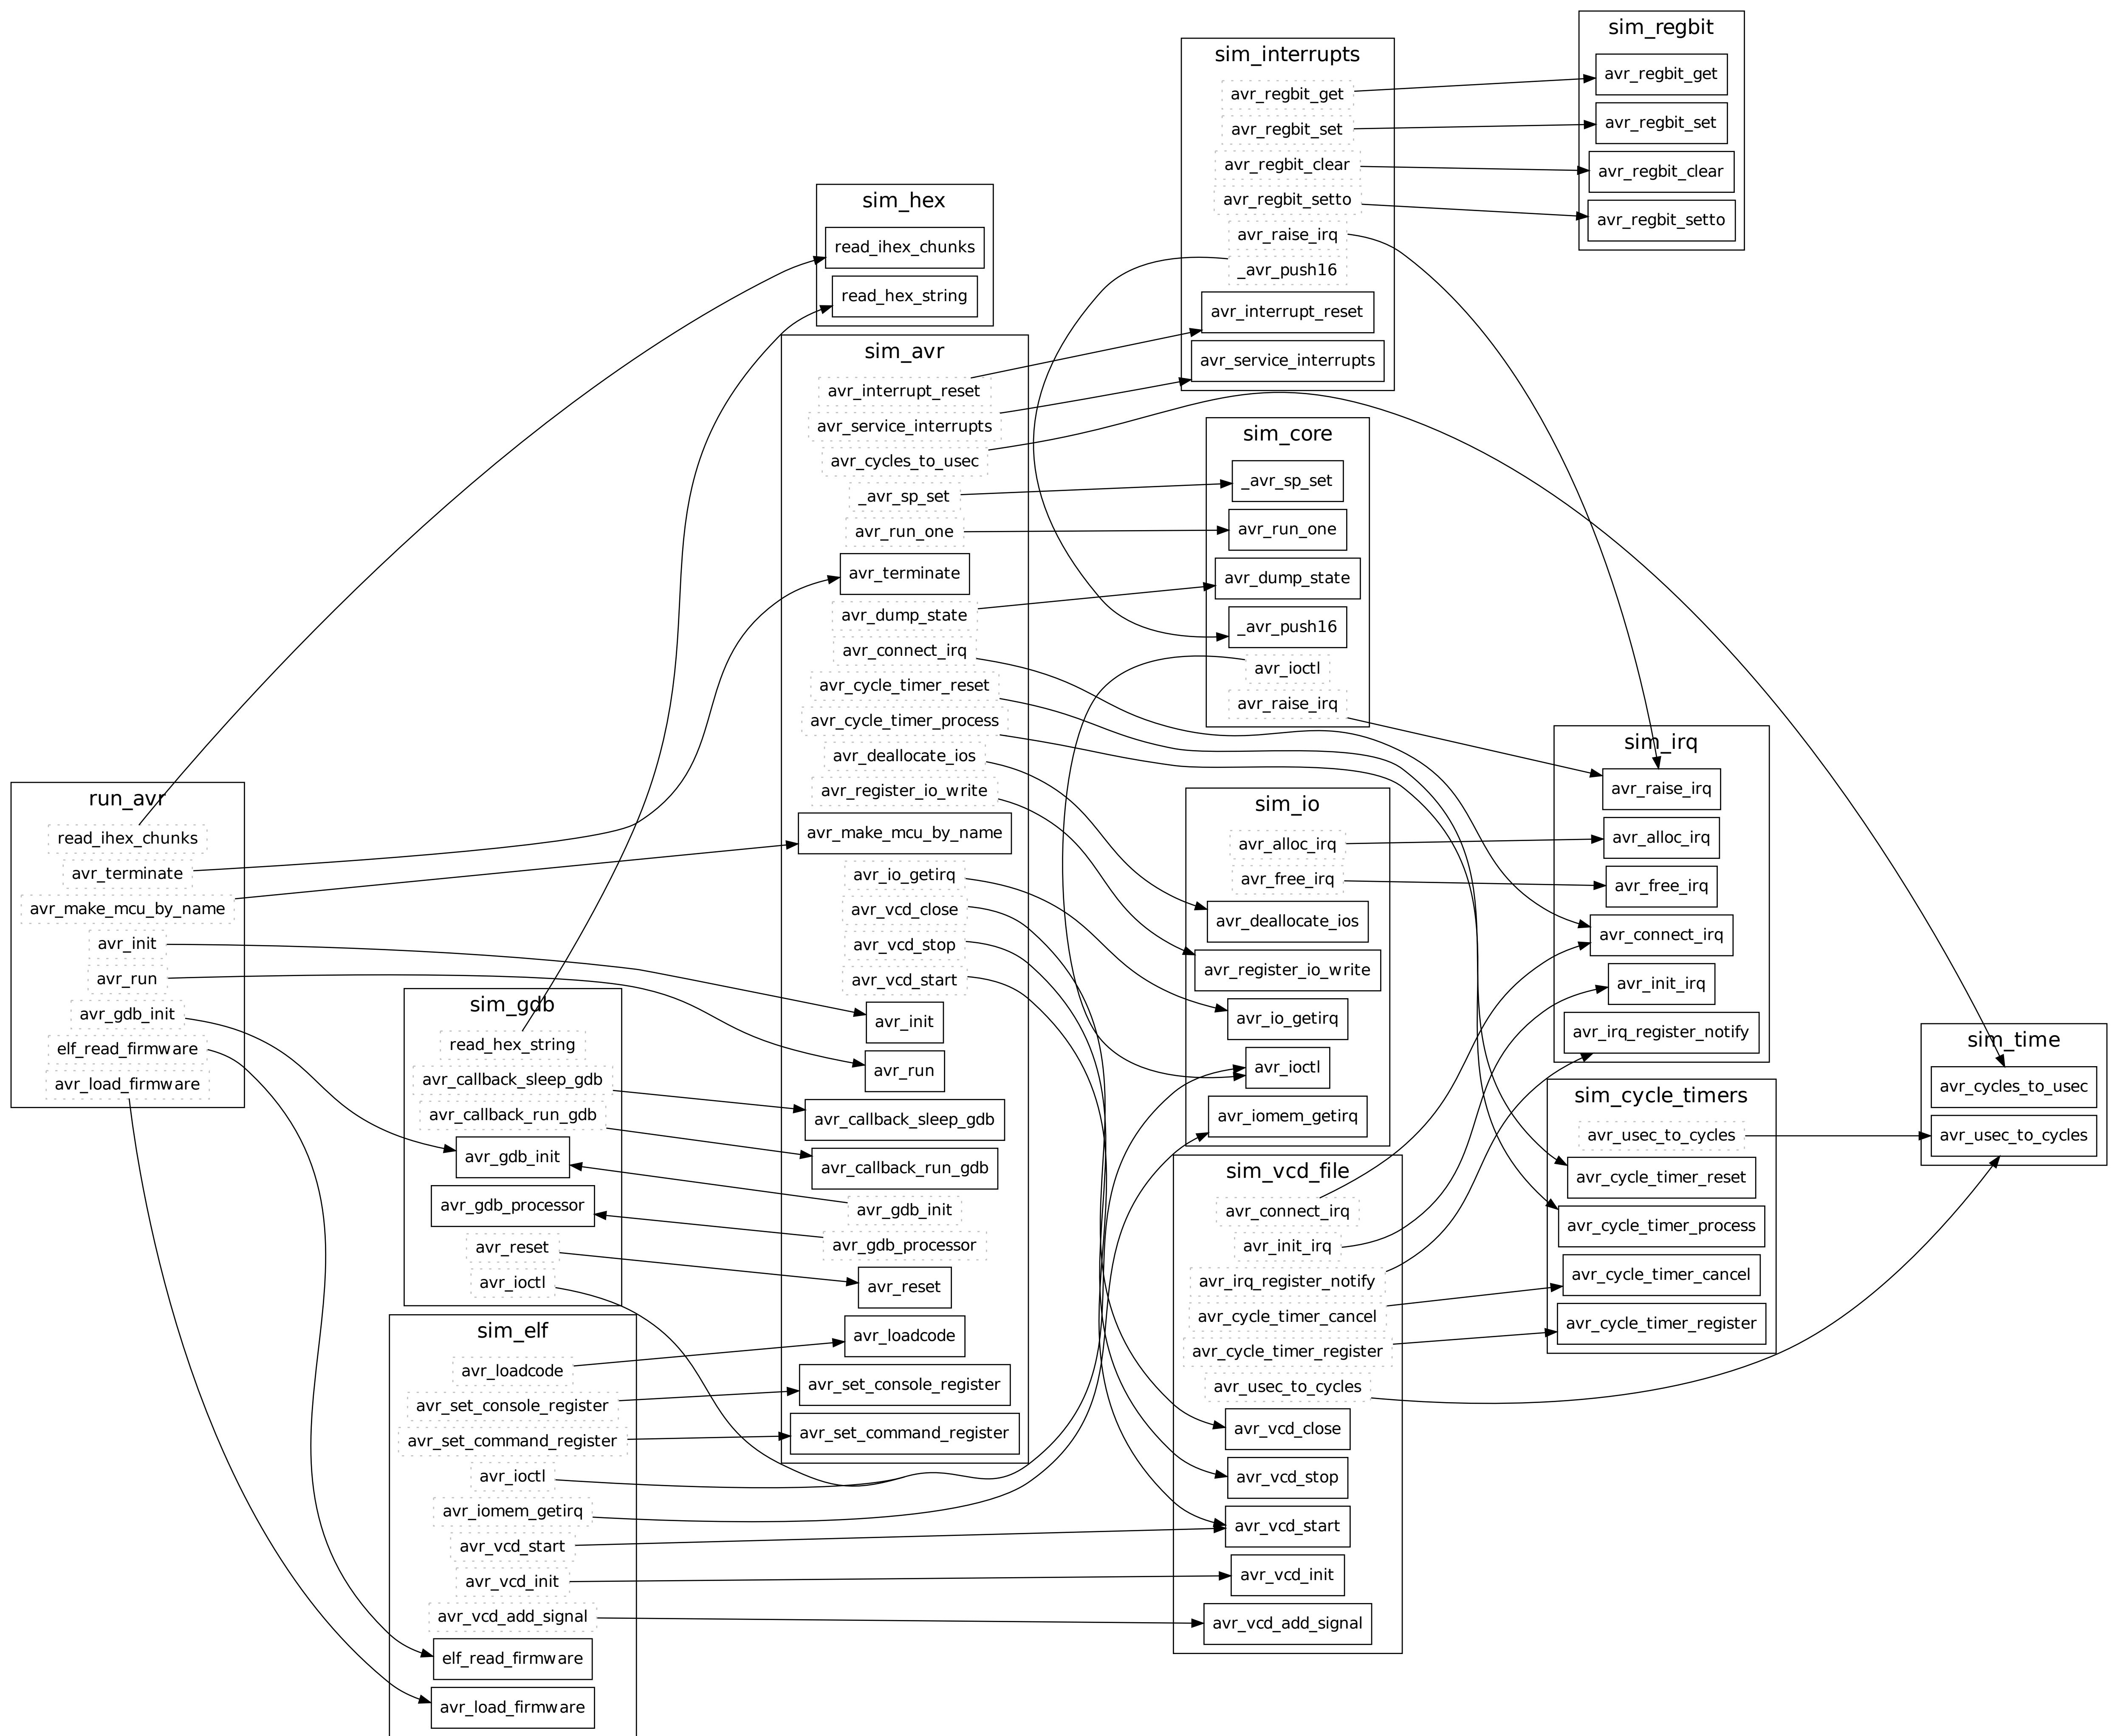 sim_regbit
avr_regbit_get
avr_regbit_set
avr_regbit_clear
avr_regbit_setto
sim_interrupts
avr_regbit_get
avr_regbit_set
avr_regbit_clear
avr_regbit_setto
avr_raise_irq
_avr_push16
avr_interrupt_reset
avr_service_interrupts
sim_hex
read_ihex_chunks
read_hex_string
sim_avr
avr_interrupt_reset
avr_service_interrupts
avr_cycles_to_usec
_avr_sp_set
avr_run_one
avr_terminate
avr_dump_state
avr_connect_irq
avr_cycle_timer_reset
avr_cycle_timer_process
avr_deallocate_ios
avr_register_io_write
avr_make_mcu_by_name
avr_io_getirq
avr_vcd_close
avr_vcd_stop
avr_vcd_start
avr_init
avr_run
avr_callback_sleep_gdb
avr_callback_run_gdb
avr_gdb_init
avr_gdb_processor
avr_reset
avr_loadcode
avr_set_console_register
avr_set_command_register
sim_core
_avr_sp_set
avr_run_one
avr_dump_state
_avr_push16
avr_ioctl
avr_raise_irq
sim_irq
avr_raise_irq
avr_alloc_irq
avr_free_irq
avr_connect_irq
avr_init_irq
avr_irq_register_notify
run_avr
read_ihex_chunks
avr_terminate
avr_make_mcu_by_name
avr_init
avr_run
avr_gdb_init
elf_read_firmware
avr_load_firmware
sim_io
avr_alloc_irq
avr_free_irq
avr_deallocate_ios
avr_register_io_write
avr_io_getirq
avr_ioctl
avr_iomem_getirq
sim_gdb
read_hex_string
avr_callback_sleep_gdb
avr_callback_run_gdb
avr_gdb_init
avr_gdb_processor
avr_reset
avr_ioctl
sim_time
avr_cycles_to_usec
avr_usec_to_cycles
sim_cycle_timers
avr_usec_to_cycles
avr_cycle_timer_reset
avr_cycle_timer_process
avr_cycle_timer_cancel
avr_cycle_timer_register
sim_vcd_file
avr_connect_irq
avr_init_irq
avr_irq_register_notify
avr_cycle_timer_cancel
avr_cycle_timer_register
avr_usec_to_cycles
avr_vcd_close
avr_vcd_stop
avr_vcd_start
avr_vcd_init
avr_vcd_add_signal
sim_elf
avr_loadcode
avr_set_console_register
avr_set_command_register
avr_ioctl
avr_iomem_getirq
avr_vcd_start
avr_vcd_init
avr_vcd_add_signal
elf_read_firmware
avr_load_firmware